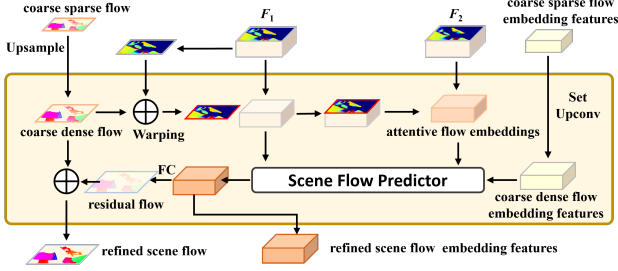 coarse sparse flow
F1
F2
coarse sparse flow
embedding features
Upsample
Set
Upconv
coarse dense flow
Warping
attentive flow embeddings
FC
Scene Flow Predictor
residual flow
coarse dense flow
embedding features
refined scene flow
refined scene flow embedding features